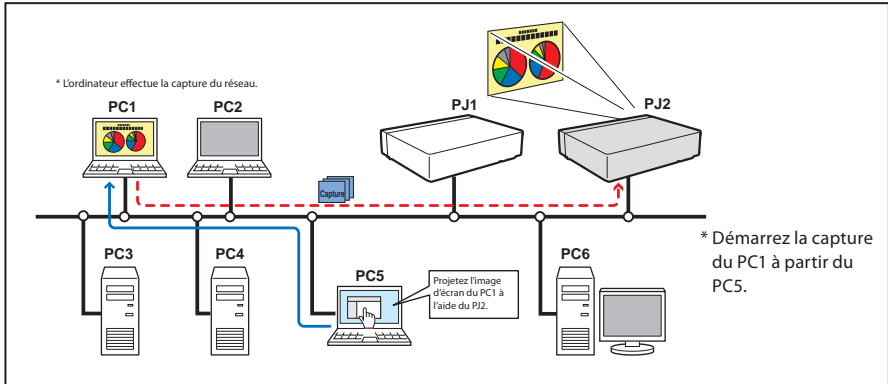 * L'ordinateur effectue la capture du réseau.
PC1
PC2
PJ1
PJ2
Capture
PC3
PC4
PC5
Projetez l'image
d'écran du PC1 à
l'aide du PJ2.
PC6
* Démarrez la capture
du PC1 à partir du
PC5.